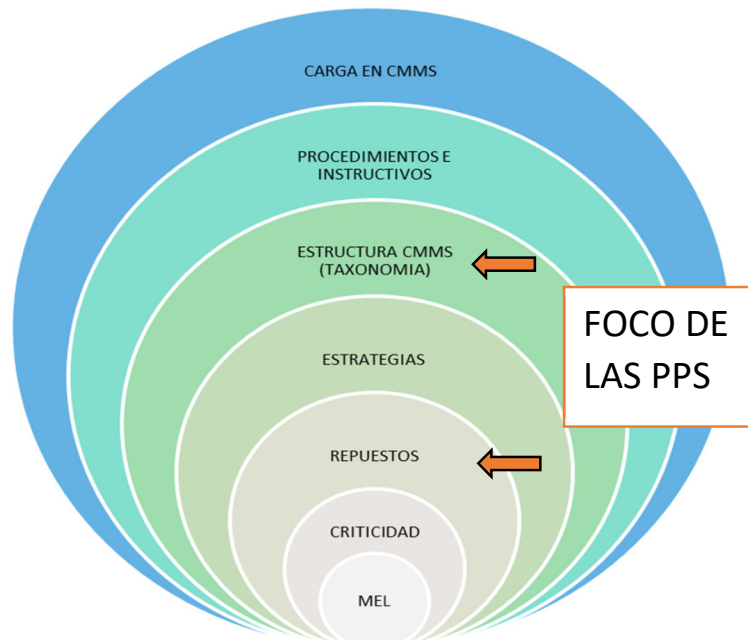 CARGA EN CMMS
PROCEDIMIENTOS E
INSTRUCTIVOS
ESTRUCTURA CMMS
(TAXONOMIA)
FOCO DE
LAS PPS
ESTRATEGIAS
REPUESTOS
CRITICIDAD
MEL